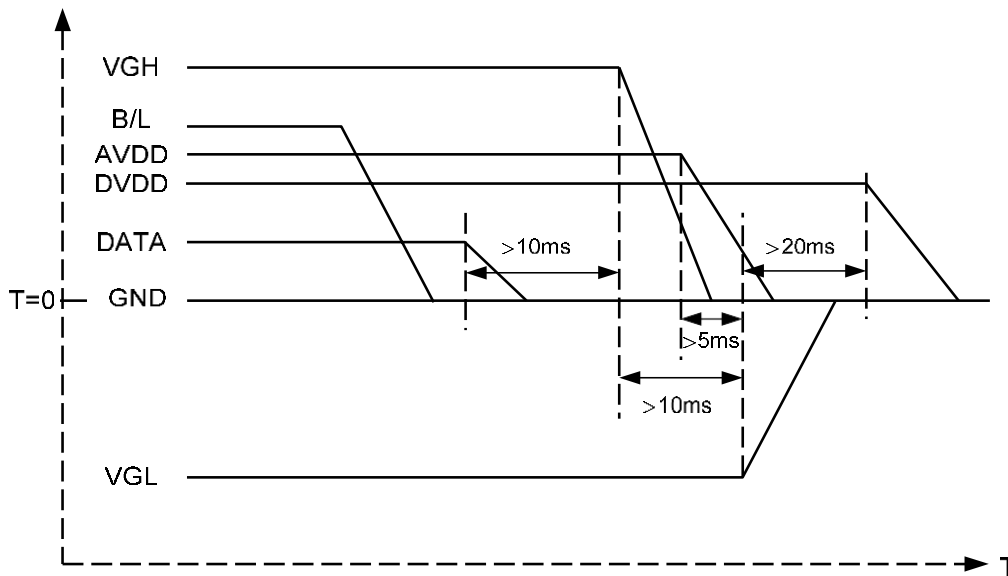 VGH
B/L
AVDD
DVDD
DATA
>10ms
>20ms
T=0
GND
>5ms
>10ms
VGL
T